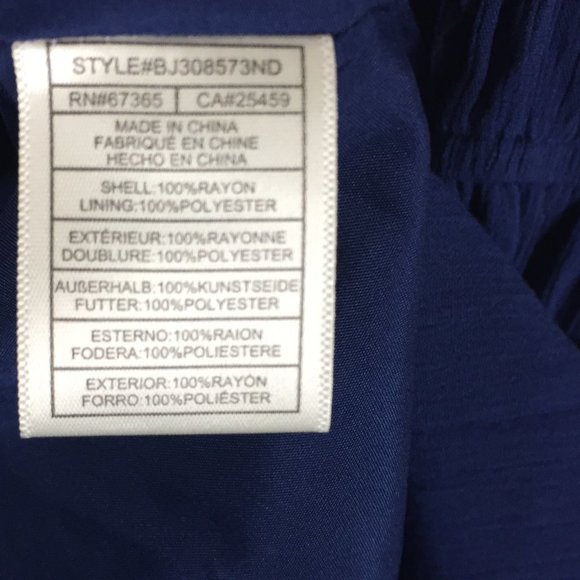 STYLE#BJ308573ND
RN#67365 CA#25459
MADE IN CHINA
FABRIQUÉ EN CHINE
HECHO EN CHINA
SHELL:100%RAYON
LINING:100%POLYESTER
EXTÉRIEUR:100%RAYONNE
DOUBLURE:100%POLYESTER
AUßERHALB:100%KUNSTSEIDE
FUTTER:100%POLYESTER
ESTERNO:100%RAION
FODERA:100%POLIESTERE
EXTERIOR:100%RAYÓN
FORRO:100%POLIÉSTER